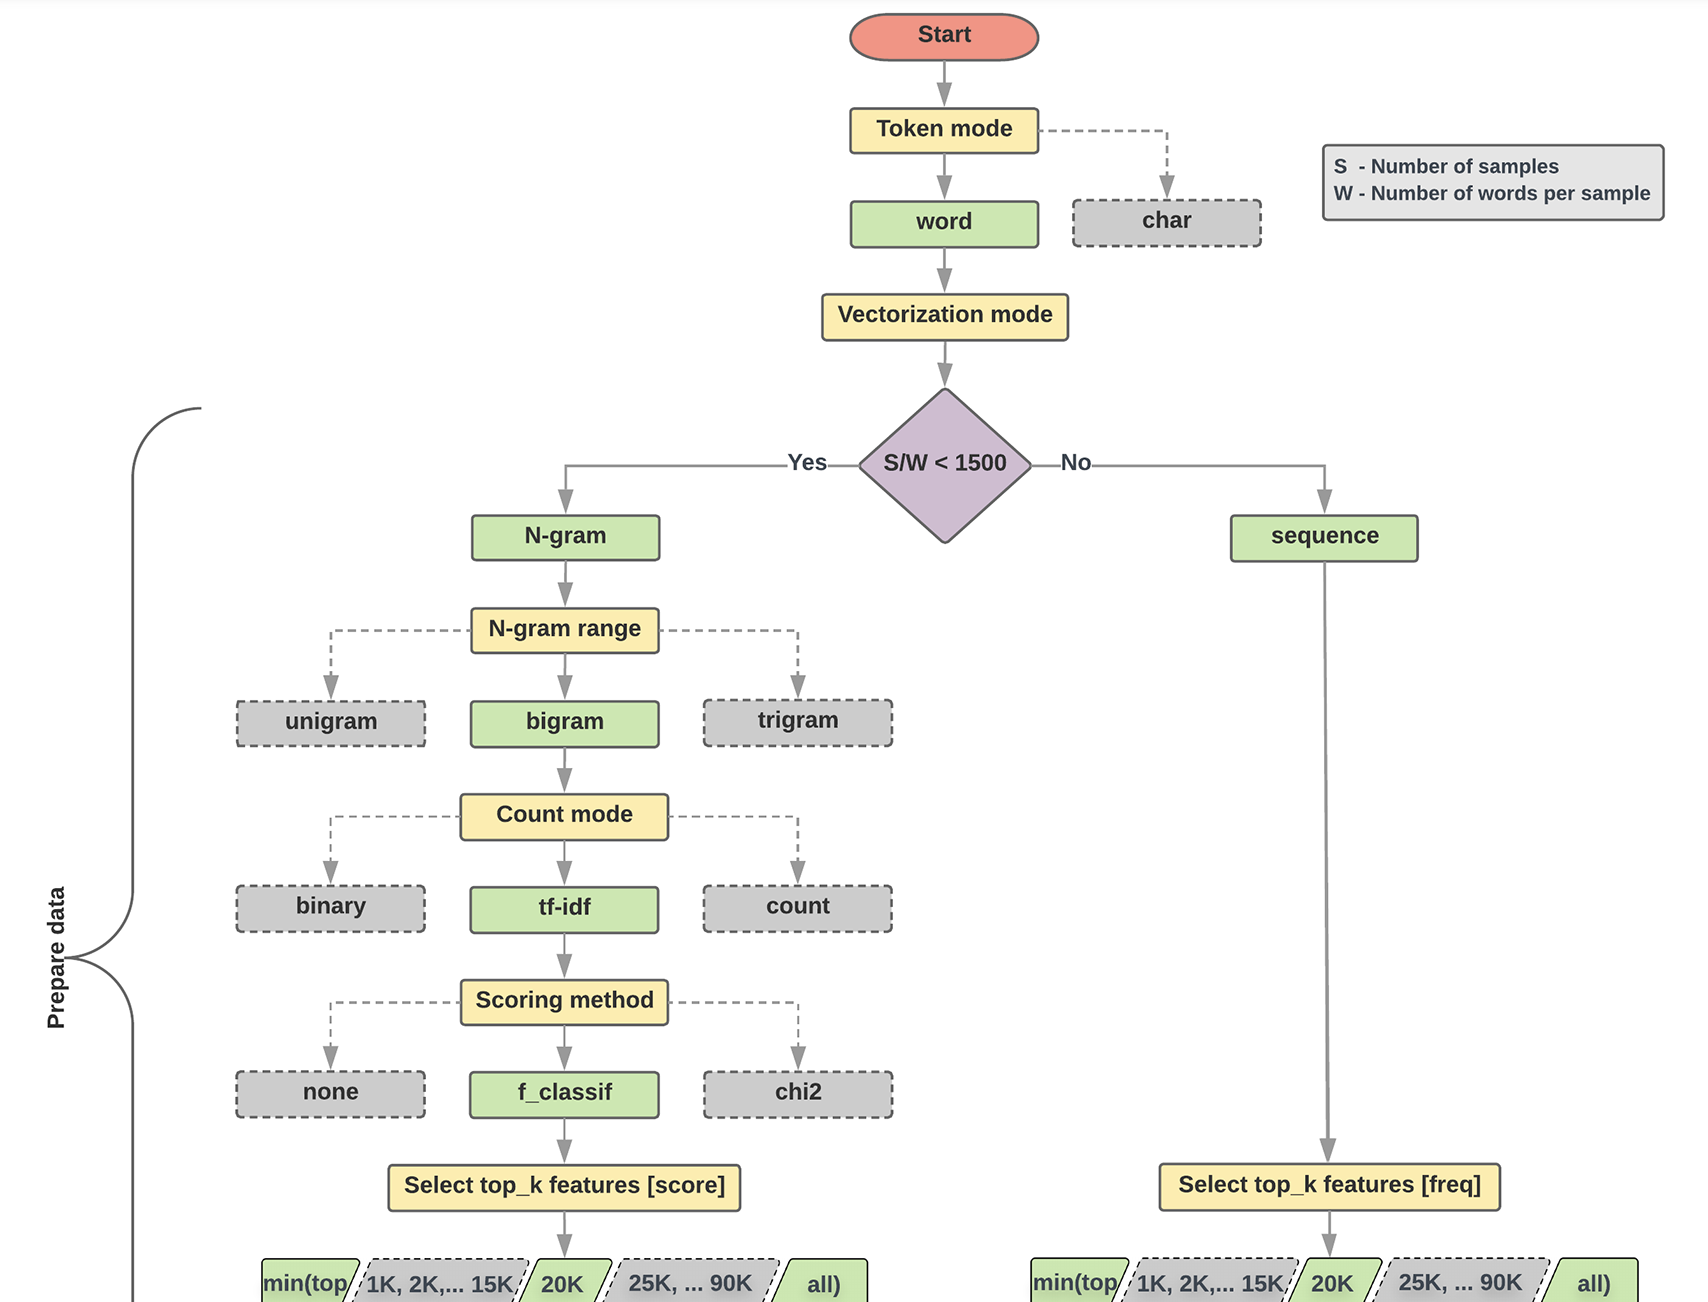 Start
Token mode
S - Number of samples
W - Number of words per sample
word
char
Vectorization mode
Yes
S/W < 1500
No
N-gram
sequence
N-gram range
unigram
bigram
trigram
Count mode
binary
tf-idf
count
Prepare data
Scoring method
none
f_classif
chi2
Select top_k features [score]
Select top_k features [freq]
min(top 1K, 2K,... 15K 20K 25K, ... 90K all)
min(top 1K, 2K,... 15K 20K 25K, ... 90K all)